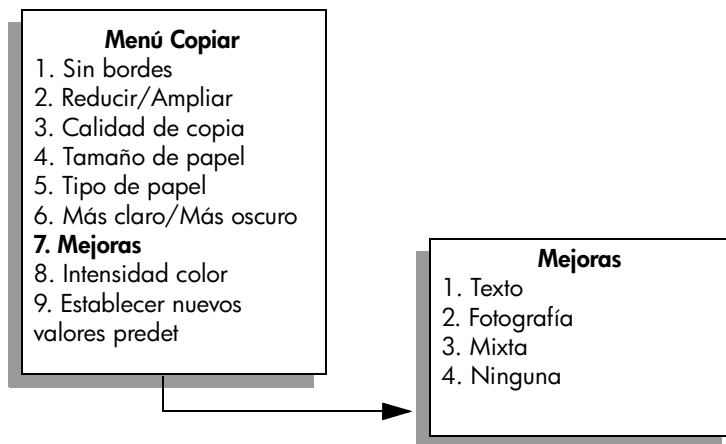 Menú Copiar
1. Sin bordes
2. Reducir/Ampliar
3. Calidad de copia
4. Tamaño de papel
5. Tipo de papel
6. Más claro/Más oscuro
7. Mejoras
8. Intensidad color
9. Establecer nuevos
valores predet
Mejoras
1. Texto
2. Fotografía
3. Mixta
4. Ninguna